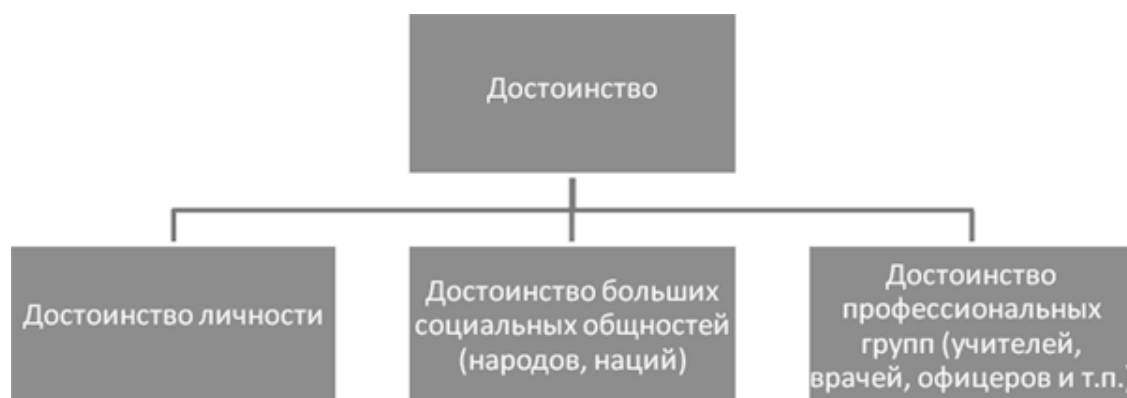 Достоинство
Достоинство личности
Достоинство больших
социальных общностей
(народов, наций)
Достоинство
профессиональных
групп (учителей,
врачей, офицеров и т.п.)